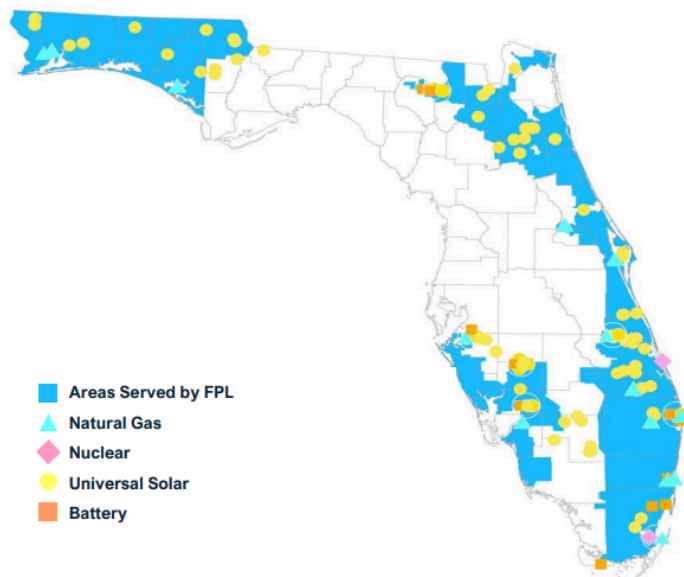 Areas Served by FPL
Natural Gas
Nuclear
Universal Solar
Battery